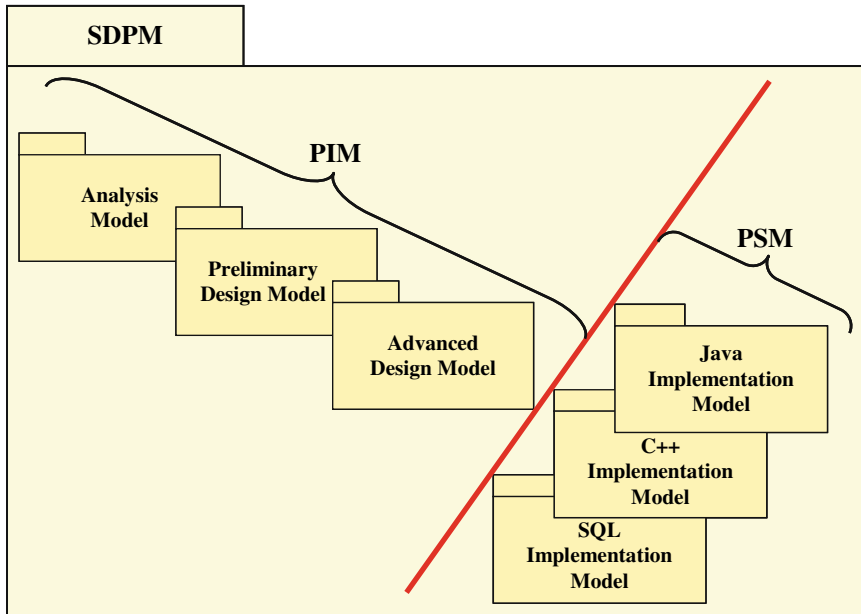 SDPM
PIM
Analysis
Model
Preliminary
Design Model
Advanced
Design Model
PSM
Java
Implementation
Model
C++
Implementation
Model
SQL
Implementation
Model